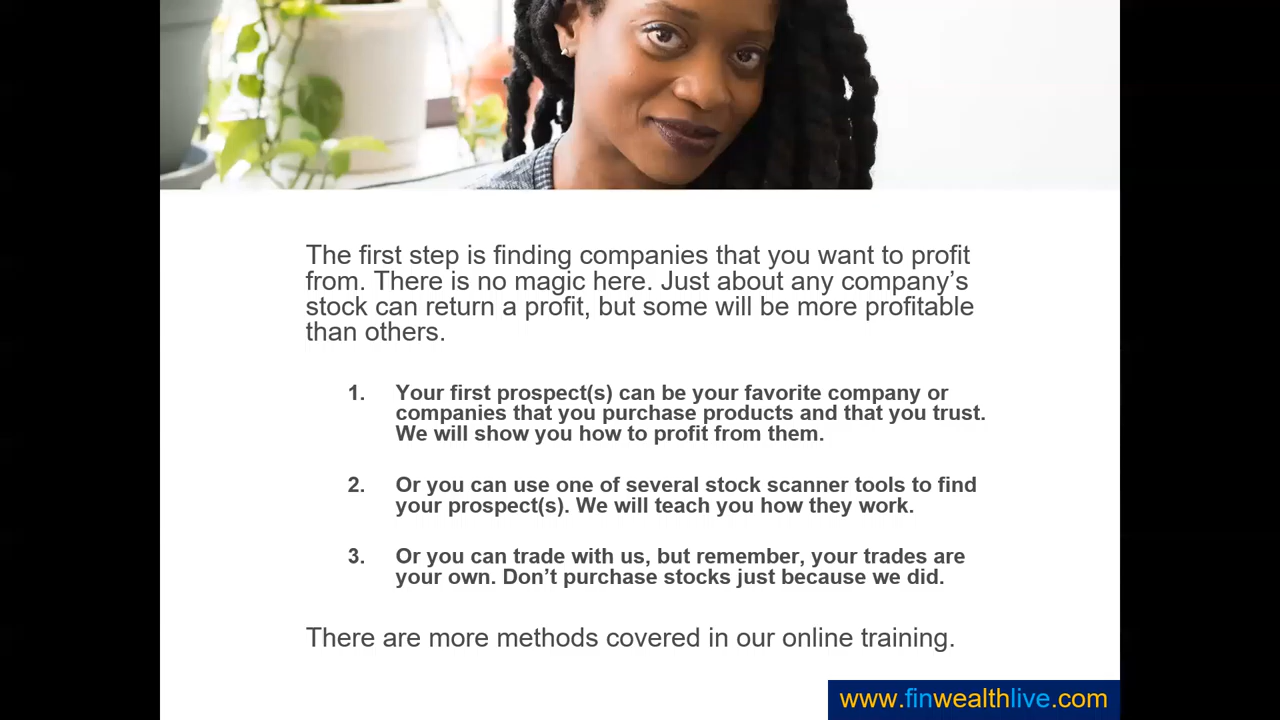 The first step is finding companies that you want to profit
from. There is no magic here. Just about any company’s
stock can return a profit, but some will be more profitable
than others.
1. Your first prospect(s) can be your favorite company or
companies that you purchase products and that you trust.
We will show you how to profit from them.
2. Or you can use one of several stock scanner tools to find
your prospect(s). We will teach you how they work.
3. Or you can trade with us, but remember, your trades are
your own. Don’t purchase stocks just because we did.
There are more methods covered in our online training.
www.finwealthlive.com